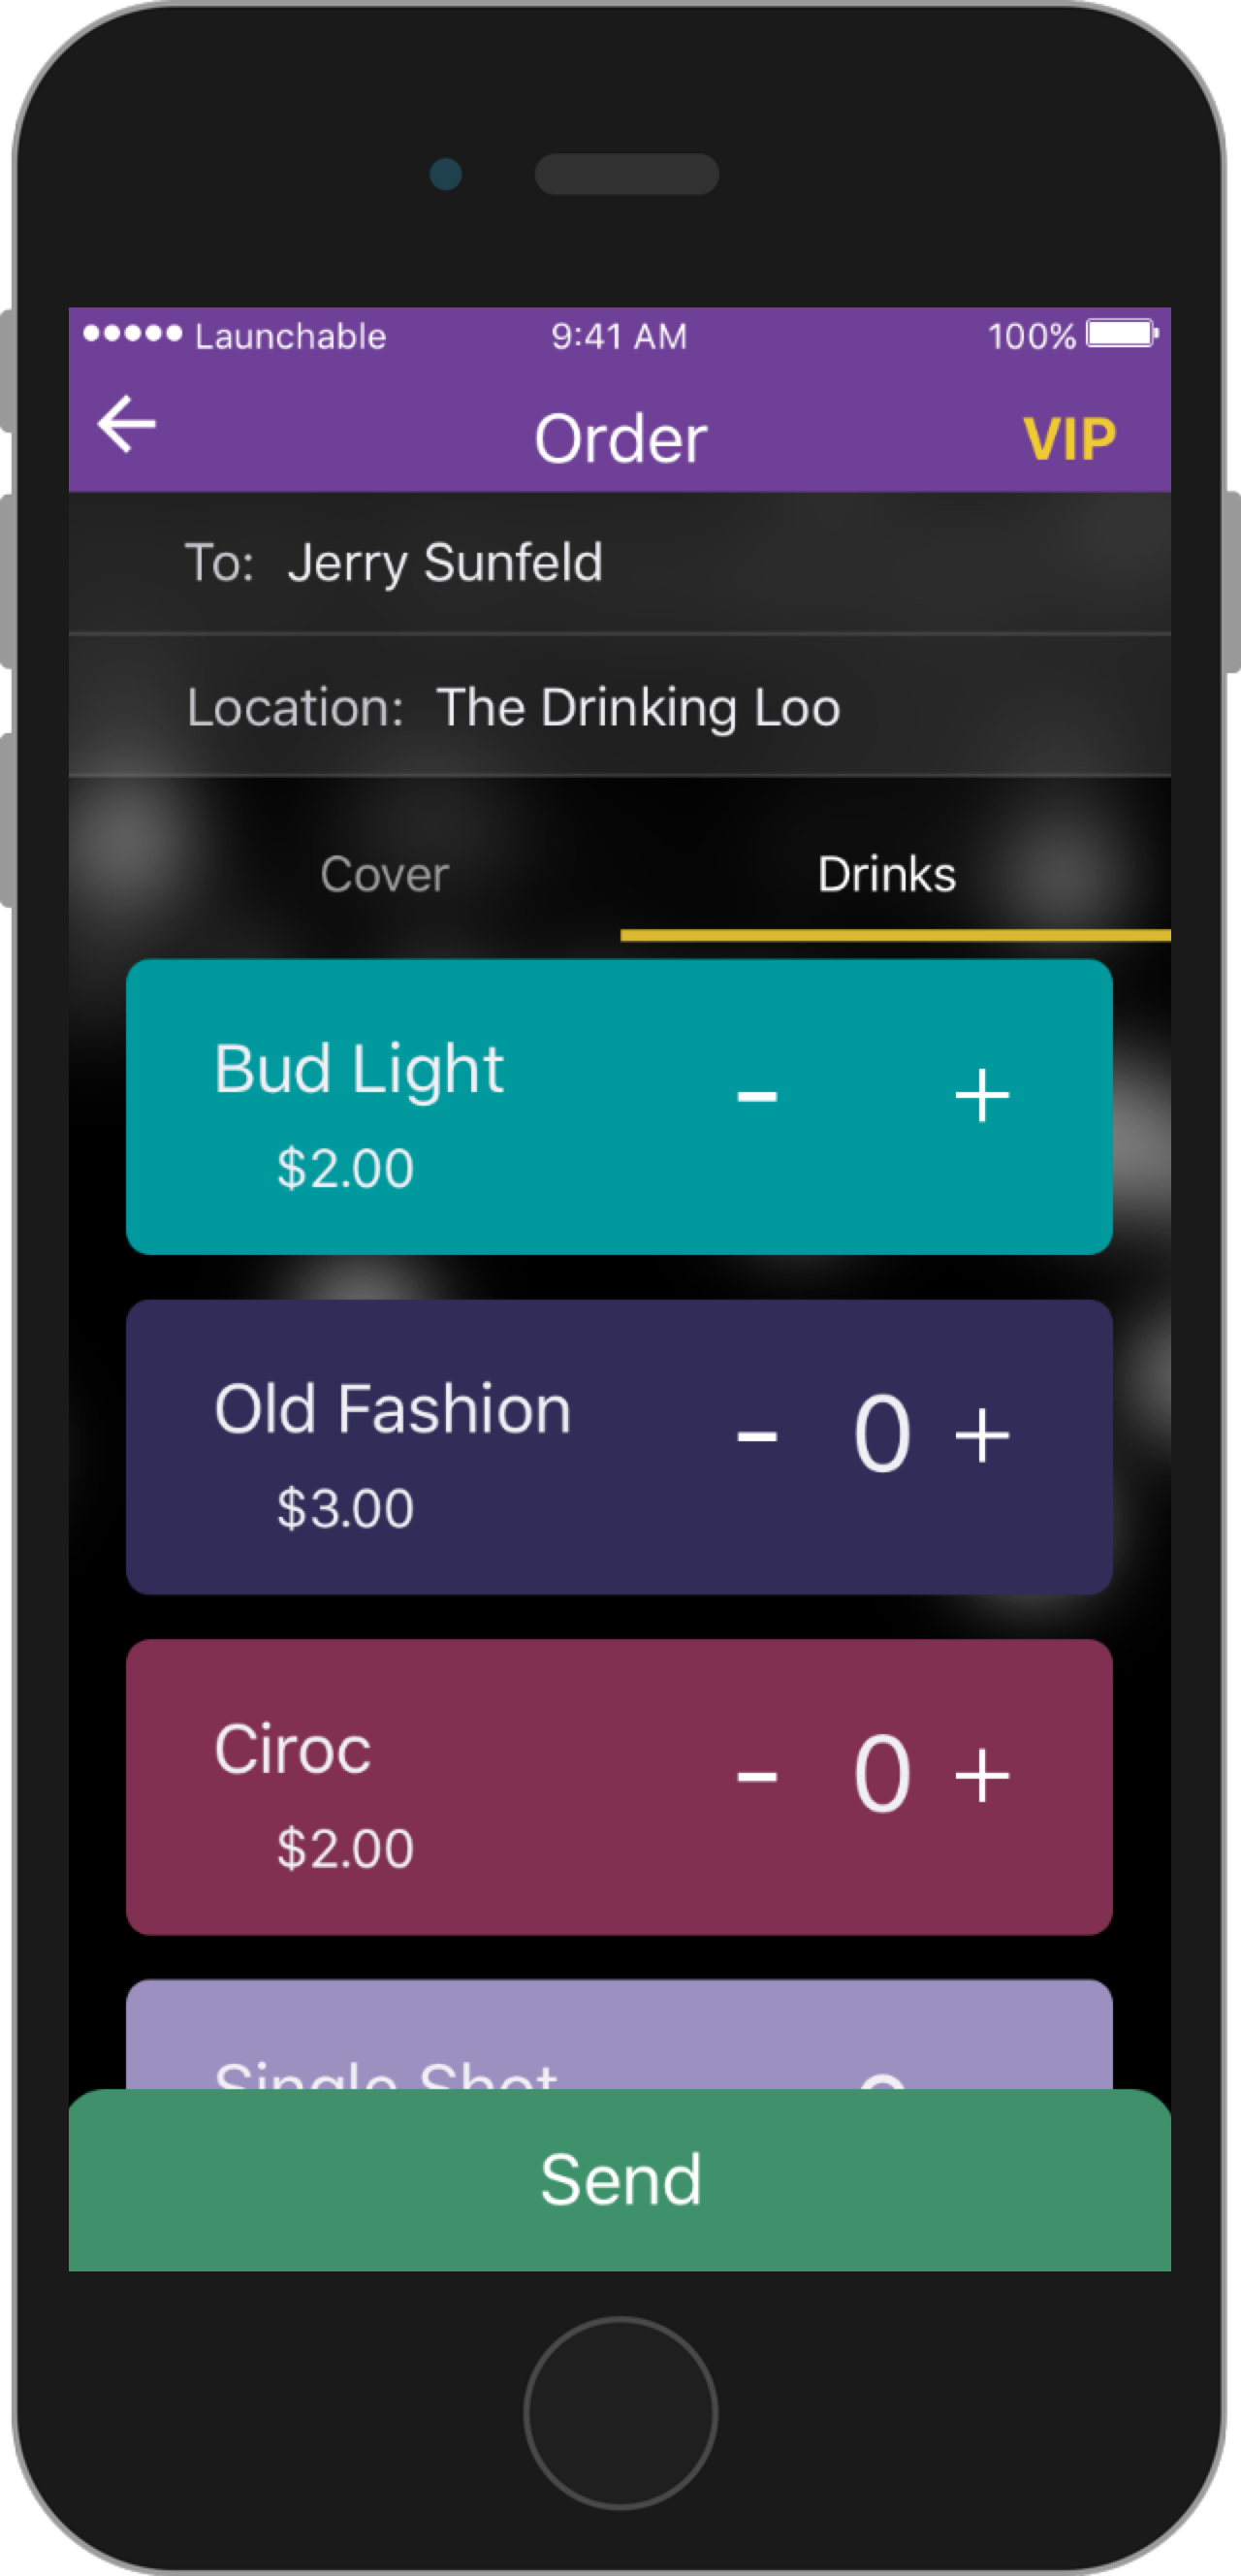 Launchable 9:41 AM 100%
Order VIP
To: Jerry Sunfeld
Location: The Drinking Loo
Cover Drinks
Bud Light - +
$2.00
Old Fashion - 0 +
$3.00
Ciroc - 0 +
$2.00
Single Shot
Send